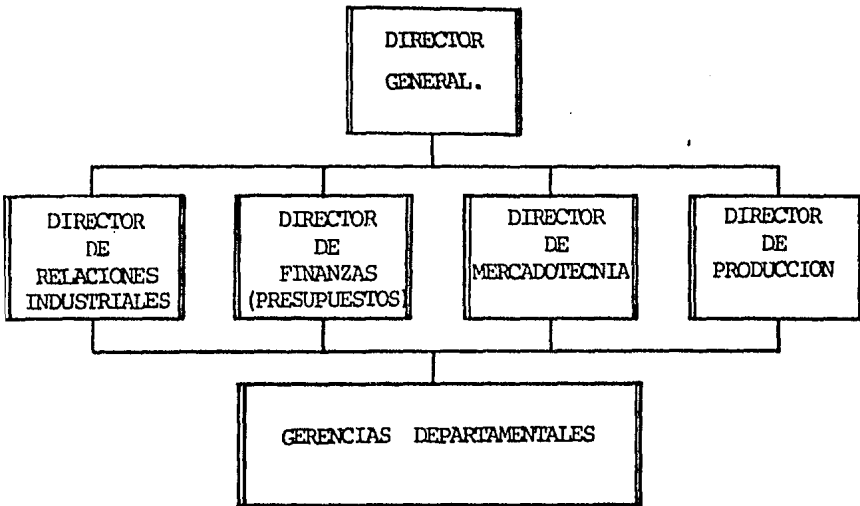 DIRECTOR
GENERAL.
DIRECTOR
DE
RELACIONES
INDUSTRIALES
DIRECTOR
DE
FINANZAS
(PRESUPUESTOS)
DIRECTOR
DE
MERCADOTECNIA
DIRECTOR
DE
PRODUCCION
GERENCIAS DEPARTAMENTALES